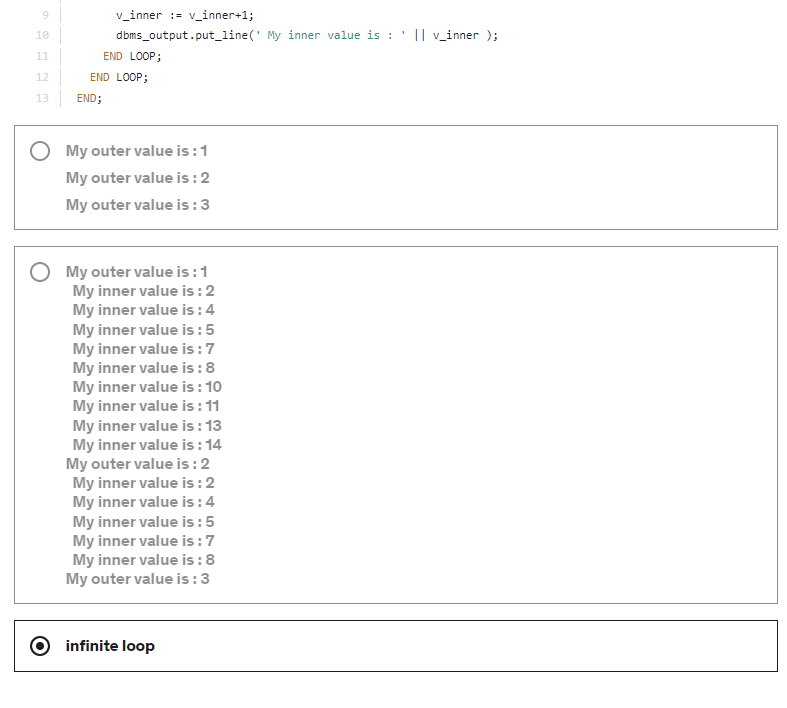 9 v_inner := v_inner+1;
10 dbms_output.put_line(' My inner value is : ' || v_inner );
11 END LOOP;
12 END LOOP;
13 END;
My outer value is : 1
My outer value is : 2
My outer value is : 3
My outer value is : 1
My inner value is : 2
My inner value is : 4
My inner value is : 5
My inner value is : 7
My inner value is : 8
My inner value is : 10
My inner value is : 11
My inner value is : 13
My inner value is : 14
My outer value is : 2
My inner value is : 2
My inner value is : 4
My inner value is : 5
My inner value is : 7
My inner value is : 8
My outer value is : 3
infinite loop